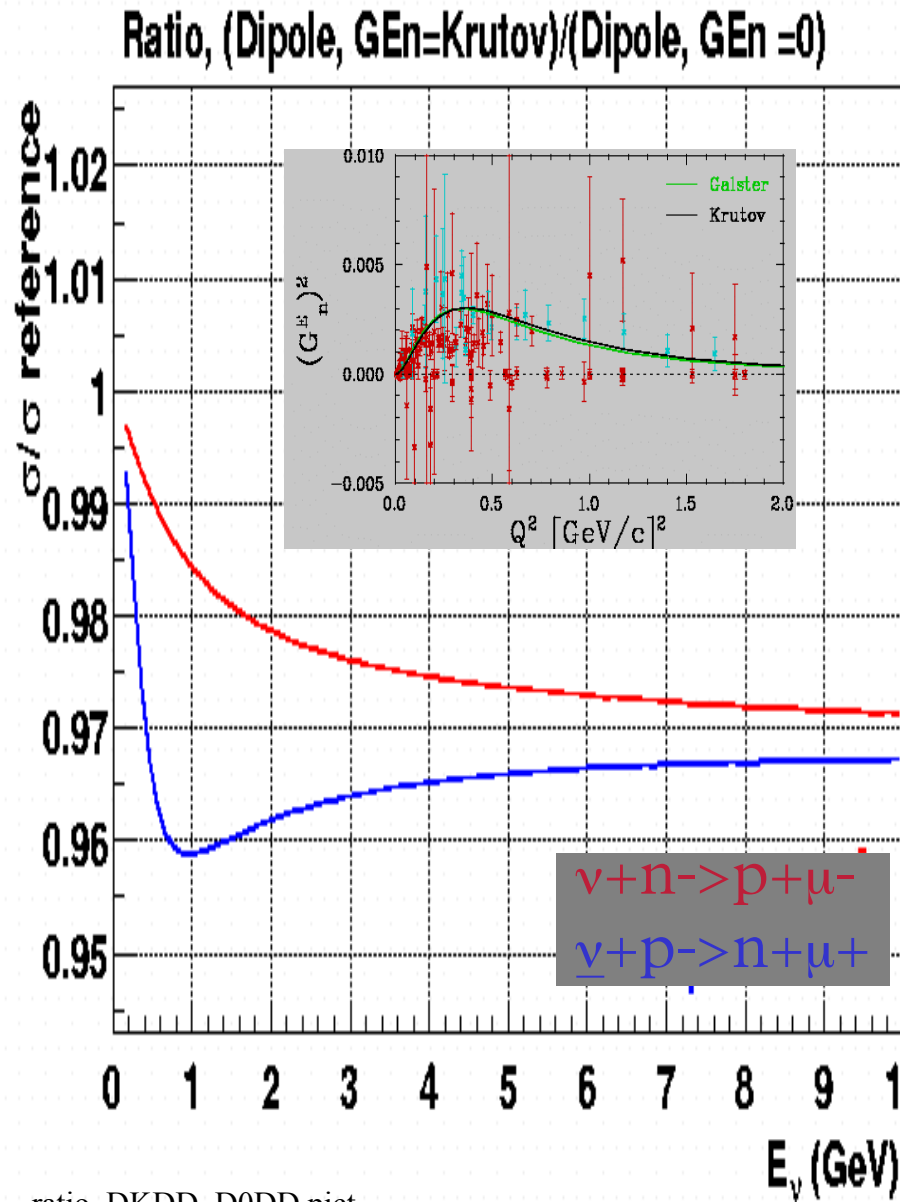 Ratio, (Dipole, GEn=Krutov)/(Dipole, GEn =0)
σ/σ reference
1.02
1.01
1
0.99
0.98
0.97
0.96
0.95
0 1 2 3 4 5 6 7 8 9 1
E_ν (GeV)
(G^E_n)^2
0.010
0.005
0.000
−0.005
0.0 0.5 1.0 1.5 2.0
Q^2 [GeV/c]^2
Galster
Krutov
ν+n->p+μ-
ν+p->n+μ+